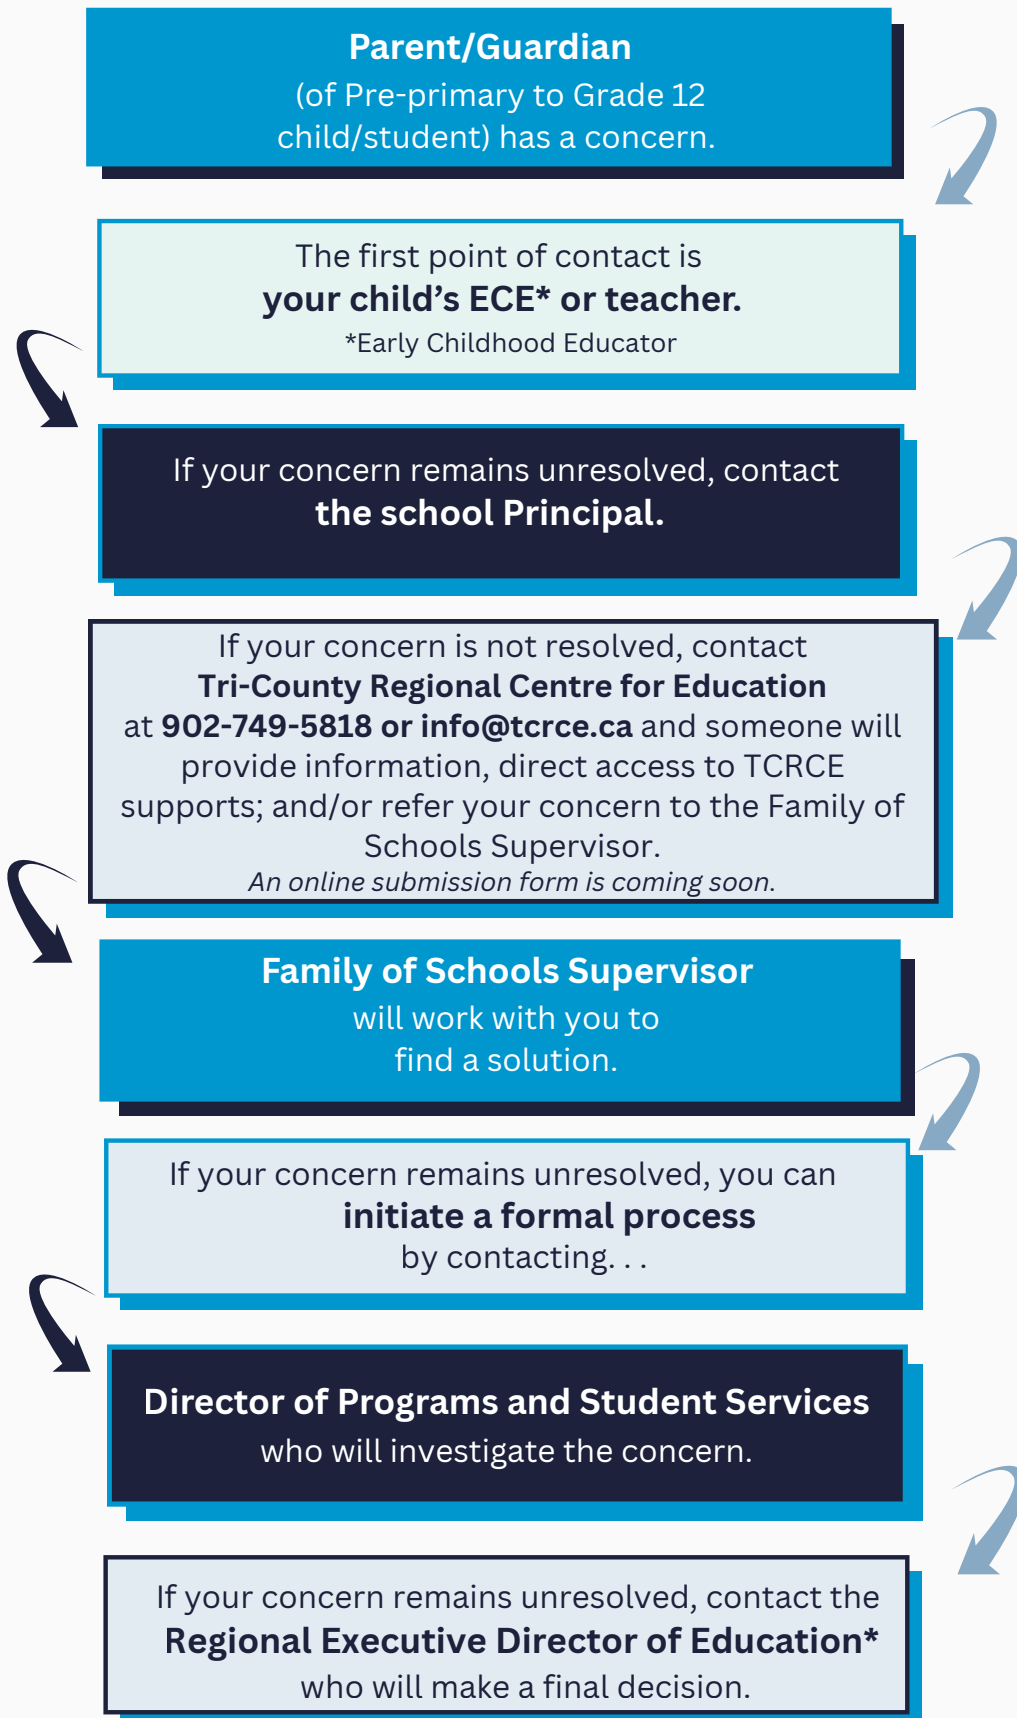 Parent/Guardian
(of Pre-primary to Grade 12
child/student) has a concern.
The first point of contact is
your child’s ECE* or teacher.
*Early Childhood Educator
If your concern remains unresolved, contact
the school Principal.
If your concern is not resolved, contact
Tri-County Regional Centre for Education
at 902-749-5818 or info@tcrce.ca and someone will
provide information, direct access to TCRCE
supports; and/or refer your concern to the Family of
Schools Supervisor.
An online submission form is coming soon.
Family of Schools Supervisor
will work with you to
find a solution.
If your concern remains unresolved, you can
initiate a formal process
by contacting. . .
Director of Programs and Student Services
who will investigate the concern.
If your concern remains unresolved, contact the
Regional Executive Director of Education*
who will make a final decision.